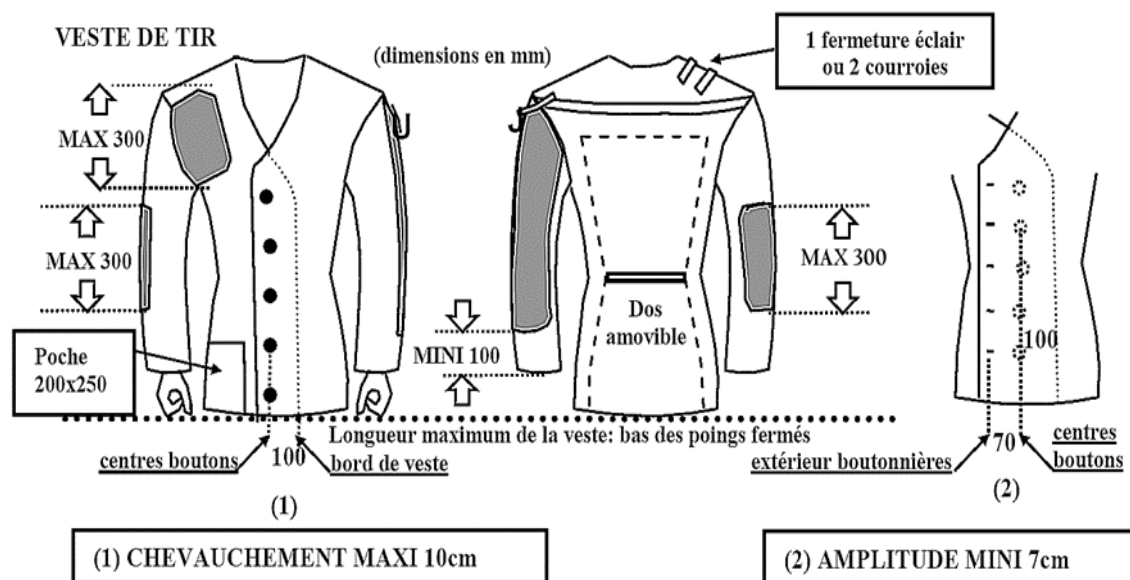 VESTE DE TIR
(dimensions en mm)
1 fermeture éclair
ou 2 courroies
MAX 300
MAX 300
MAX 300
Poche
200x250
MINI 100
Dos
amovible
100
Longueur maximum de la veste: bas des poings fermés
centres boutons
100
bord de veste
extérieur boutonnières
70
centres
boutons
(1)
(2)
(1) CHEVAUCHEMENT MAXI 10cm
(2) AMPLITUDE MINI 7cm